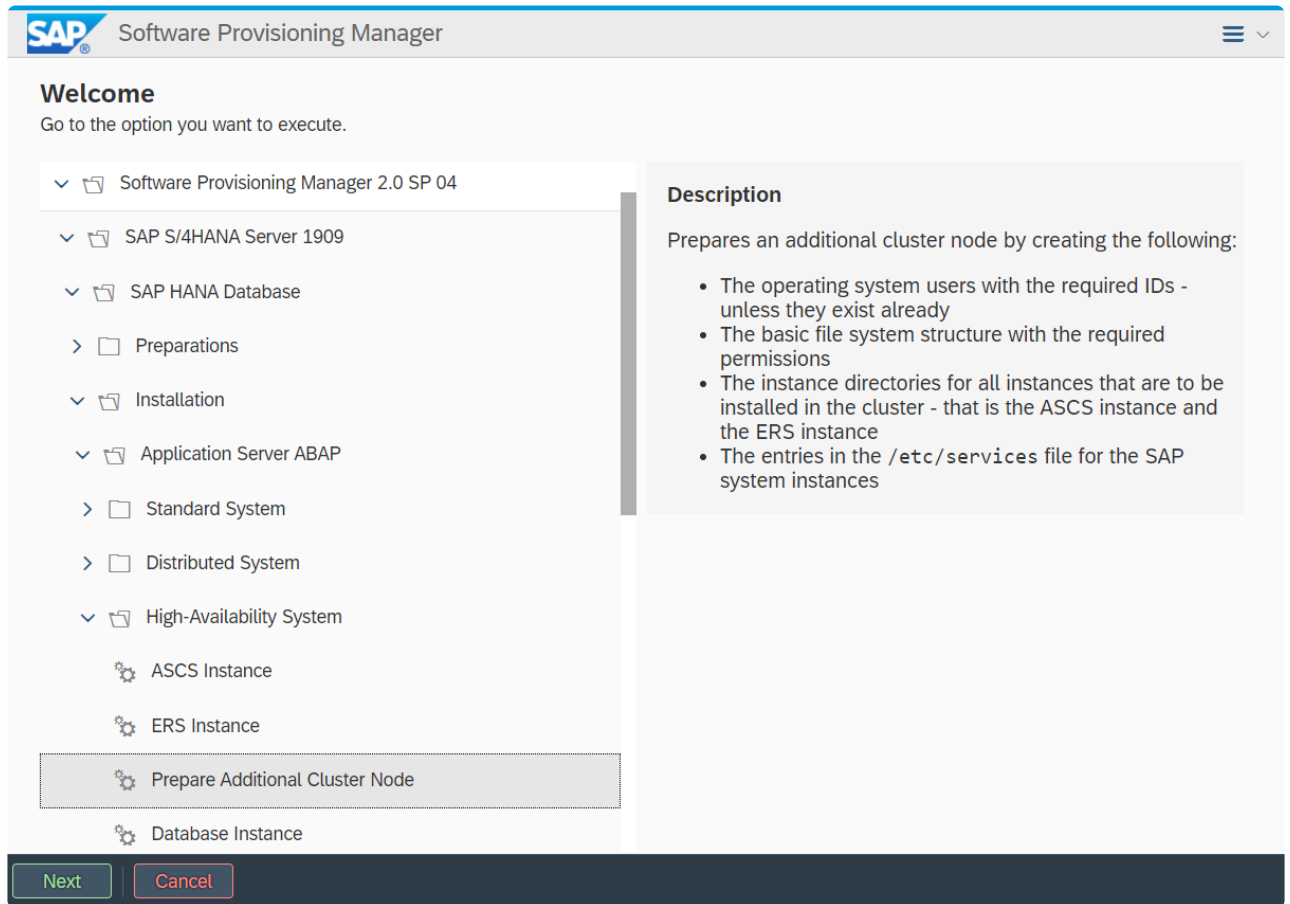 SAP® Software Provisioning Manager
Welcome
Go to the option you want to execute.
Software Provisioning Manager 2.0 SP 04
SAP S/4HANA Server 1909
SAP HANA Database
Preparations
Installation
Application Server ABAP
Standard System
Distributed System
High-Availability System
ASCS Instance
ERS Instance
Prepare Additional Cluster Node
Database Instance
Description
Prepares an additional cluster node by creating the following:
• The operating system users with the required IDs -
unless they exist already
• The basic file system structure with the required
permissions
• The instance directories for all instances that are to be
installed in the cluster - that is the ASCS instance and
the ERS instance
• The entries in the /etc/services file for the SAP
system instances
Next
Cancel